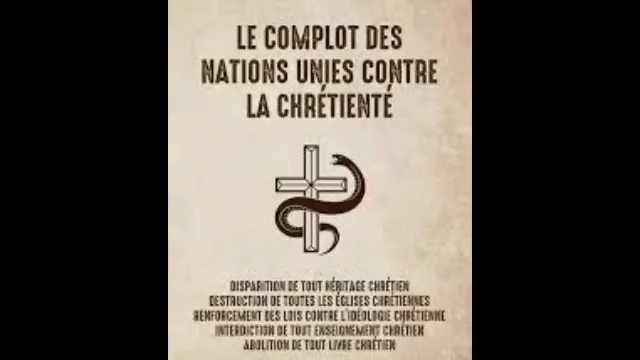 LE COMPLOT DES
NATIONS UNIES CONTRE
LA CHRÉTIENTÉ
DISPARITION DE TOUT HÉRITAGE CHRÉTIEN
DESTRUCTION DE TOUTES LES ÉGLISES CHRÉTIENNES
RENFORCEMENT DES LOIS CONTRE L'IDÉOLOGIE CHRÉTIENNE
INTERDICTION DE TOUT ENSEIGNEMENT CHRÉTIEN
ABOLITION DE TOUT LIVRE CHRÉTIEN